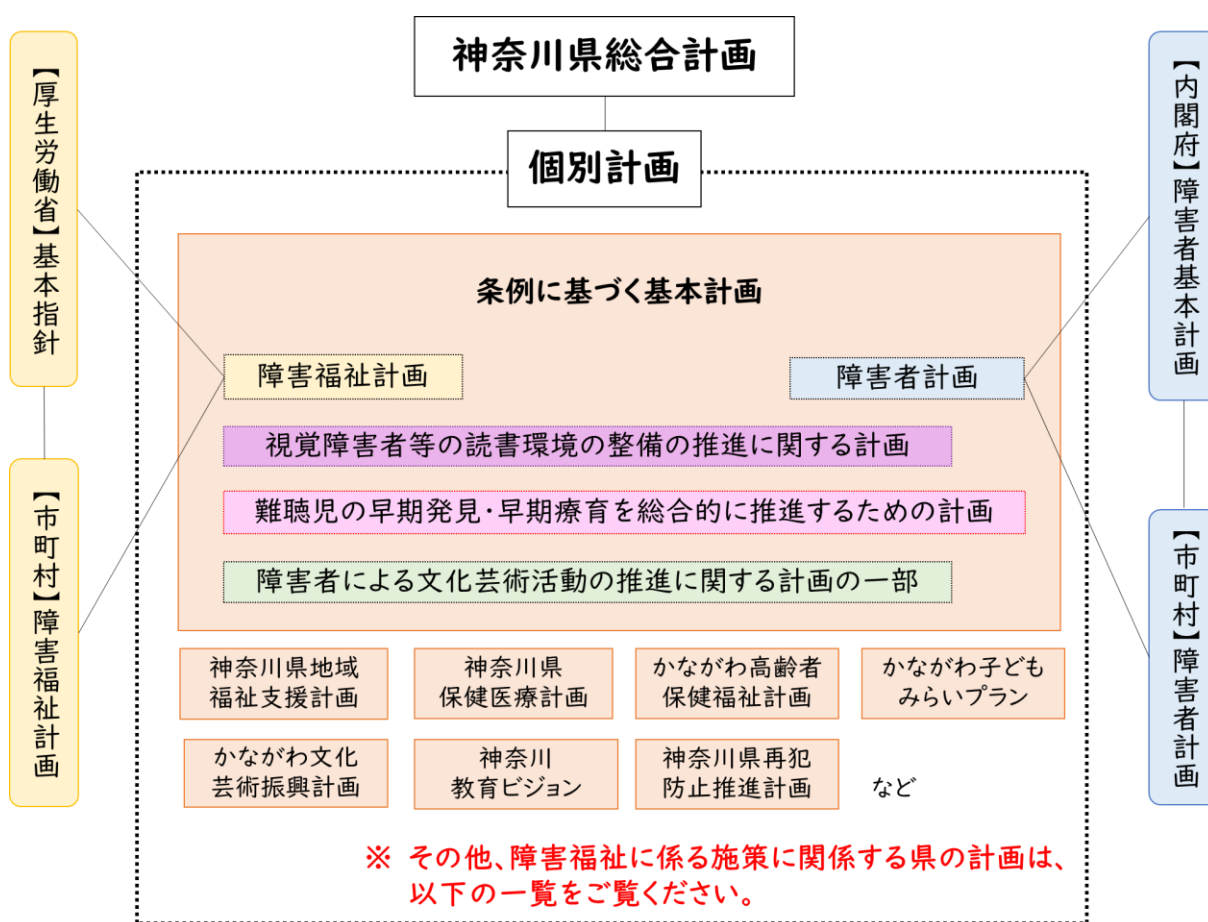 神奈川県総合計画
個別計画
【厚生労働省】基本指針
【市町村】障害福祉計画
条例に基づく基本計画
障害福祉計画
障害者計画
視覚障害者等の読書環境の整備の推進に関する計画
難聴児の早期発見・早期療育を総合的に推進するための計画
障害者による文化芸術活動の推進に関する計画の一部
神奈川県地域
福祉支援計画
神奈川県
保健医療計画
かながわ高齢者
保健福祉計画
かながわ子ども
みらいプラン
かながわ文化
芸術振興計画
神奈川
教育ビジョン
神奈川県再犯
防止推進計画
など
※ その他、障害福祉に係る施策に関係する県の計画は、
以下の一覧をご覧ください。
【内閣府】障害者基本計画
【市町村】障害者計画